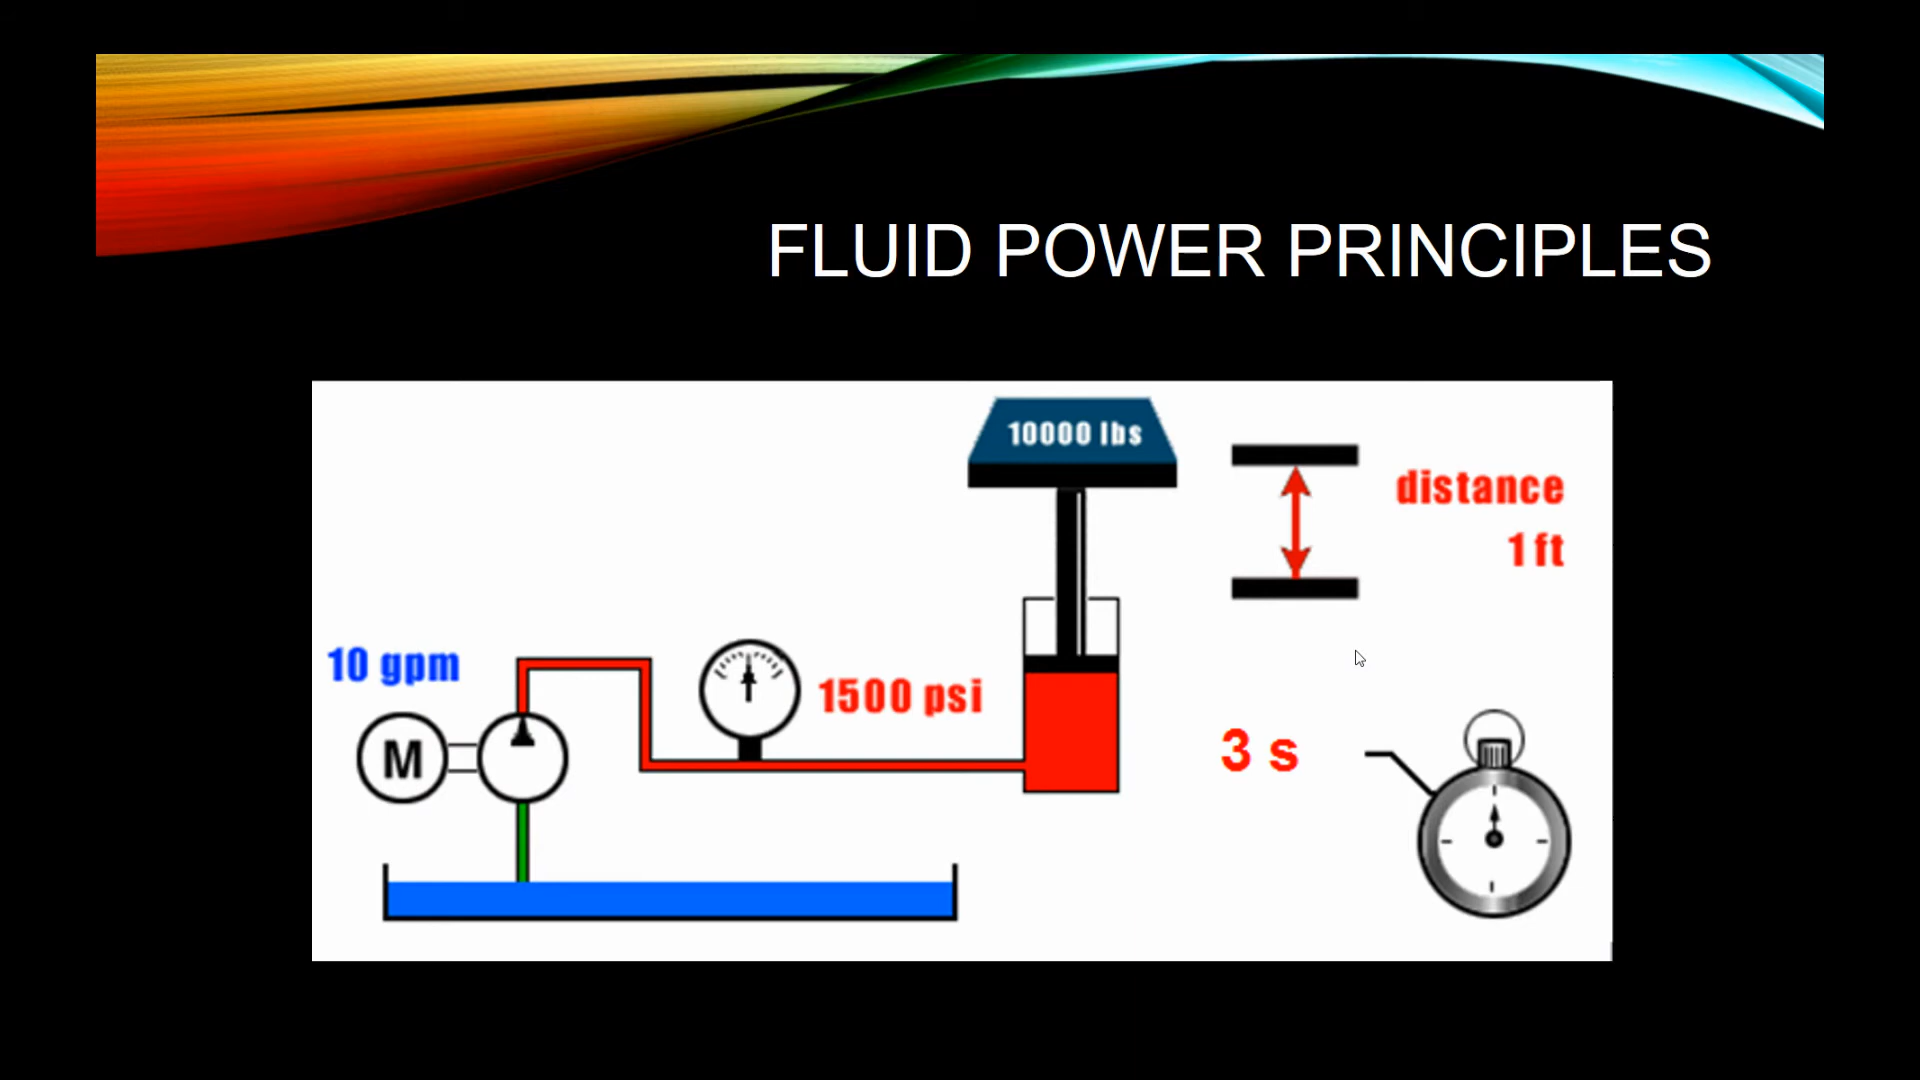 FLUID POWER PRINCIPLES
10000 lbs
distance
1 ft
10 gpm
1500 psi
M
3 s